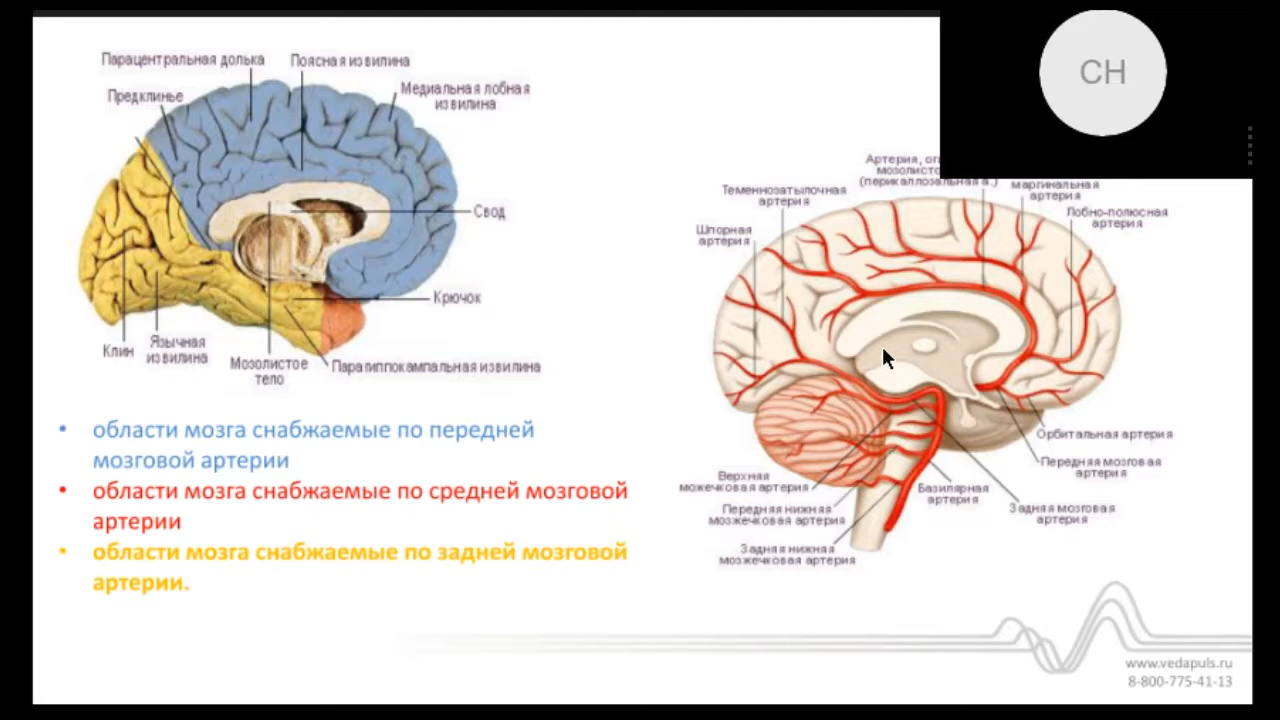 Парацентральная долька
Поясная извилина
Предклинье
Медиальная лобная
извилина
Свод
Крючок
Клин
Язычная
извилина
Мозолистое
тело
Парагиппокампальная извилина
• области мозга снабжаемые по передней
мозговой артерии
• области мозга снабжаемые по средней мозговой
артерии
• области мозга снабжаемые по задней мозговой
артерии.
CH
Артерия,
(перикаллозальная а.)
маргинальная
артерия
Теменнозатылочная
артерия
Лобно-полюсная
артерия
Шпорная
артерия
Орбитальная артерия
Передняя мозговая
артерия
Верхняя
можечковая артерия
Базилярная
артерия
Передняя нижняя
мозжечковая артерия
Задняя мозговая
артерия
Задняя нижняя
мозжечковая артерия
www.vedapuls.ru
8-800-775-41-13